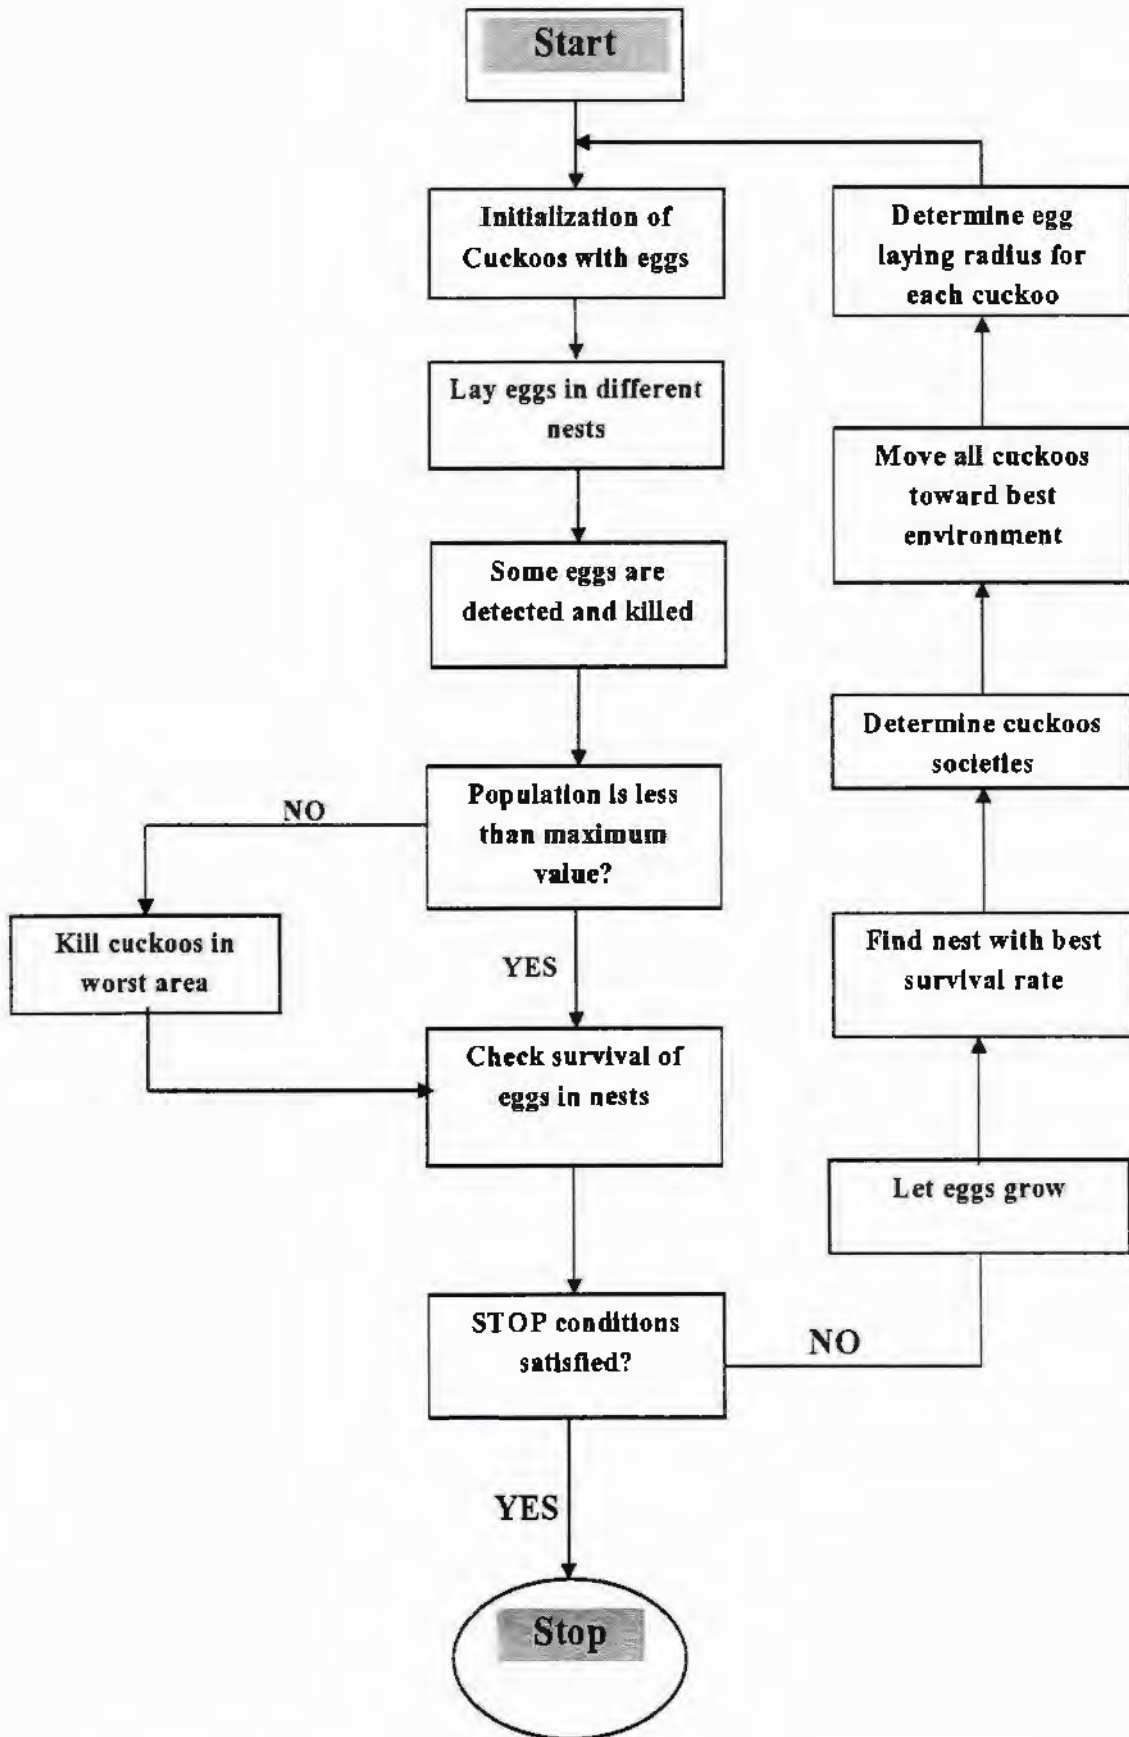 Start
Initialization of
Cuckoos with eggs
Lay eggs in different
nests
Some eggs are
detected and killed
Population is less
than maximum
value?
NO
YES
Kill cuckoos in
worst area
Check survival of
eggs in nests
STOP conditions
satisfied?
NO
YES
Stop
Let eggs grow
Find nest with best
survival rate
Determine cuckoos
societies
Move all cuckoos
toward best
environment
Determine egg
laying radius for
each cuckoo